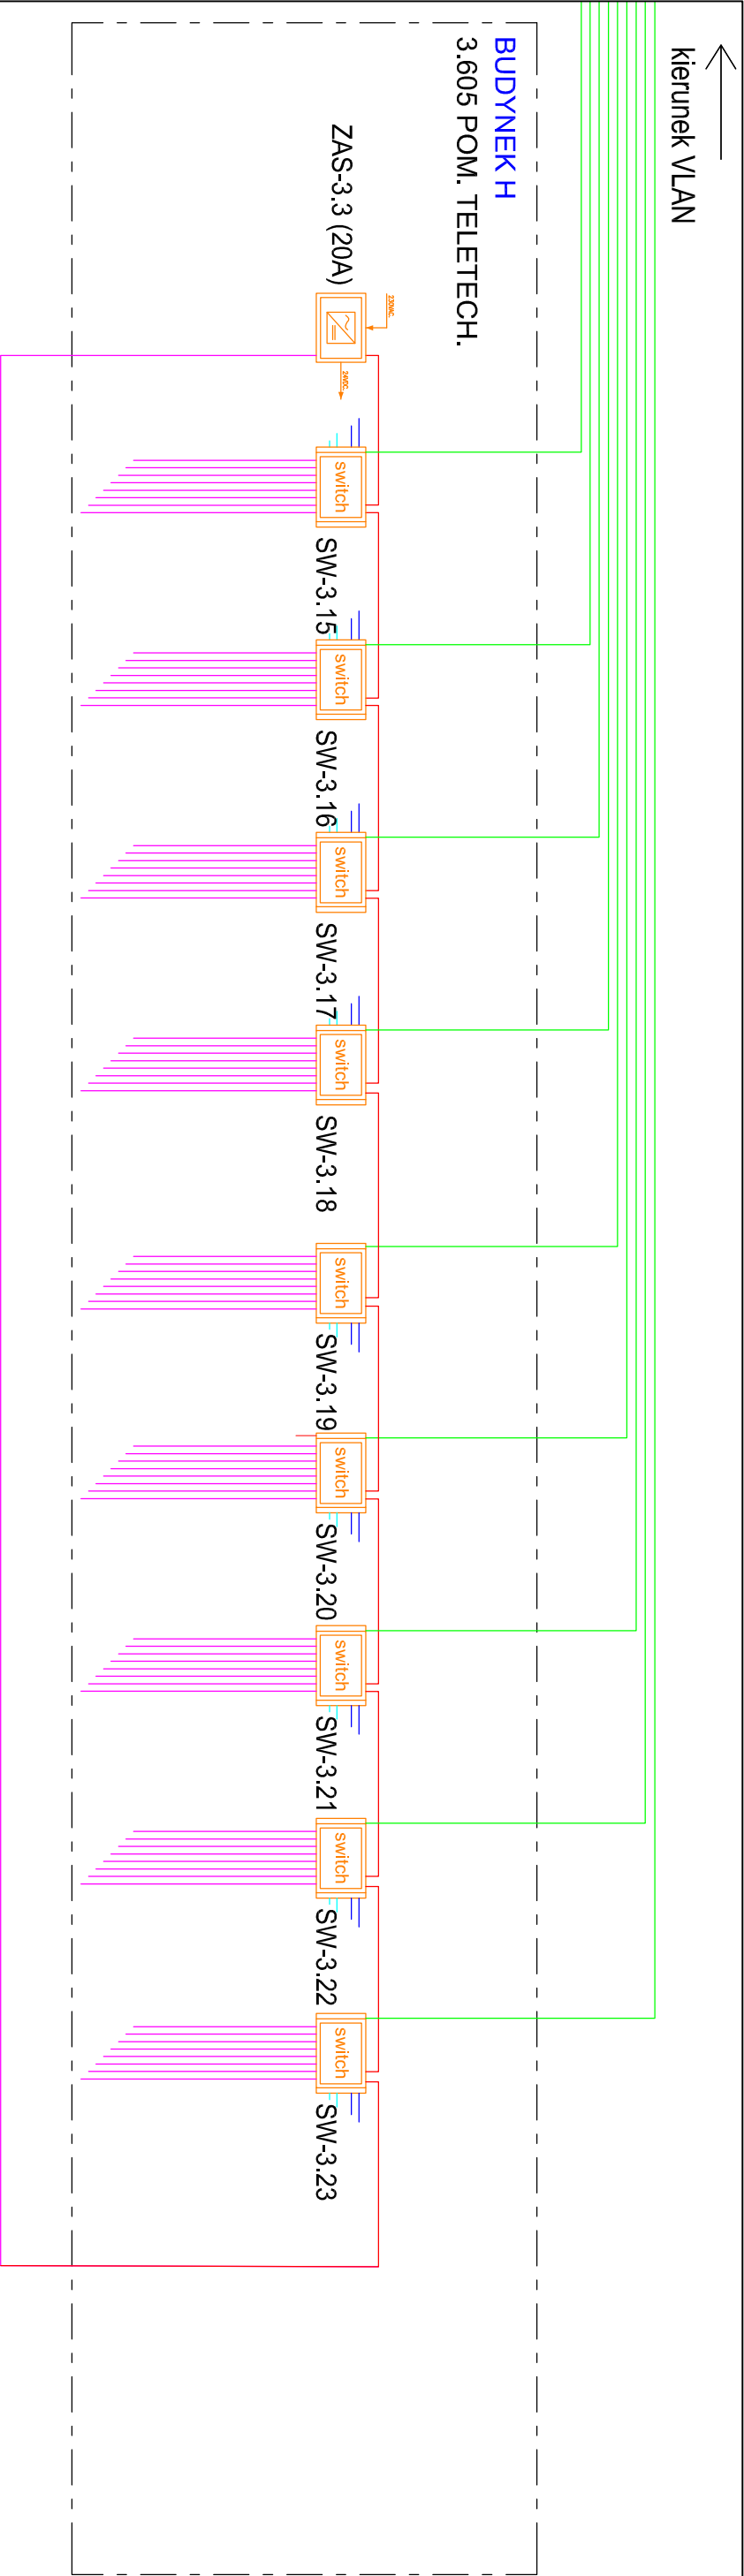 kierunek VLAN
BUDYNEK H
3.605 POM. TELETECH.
ZAS-3.3 (20A)
230VAC
24VDC
switch
SW-3.15
switch
SW-3.16
switch
SW-3.17
switch
SW-3.18
switch
SW-3.19
switch
SW-3.20
switch
SW-3.21
switch
SW-3.22
switch
SW-3.23